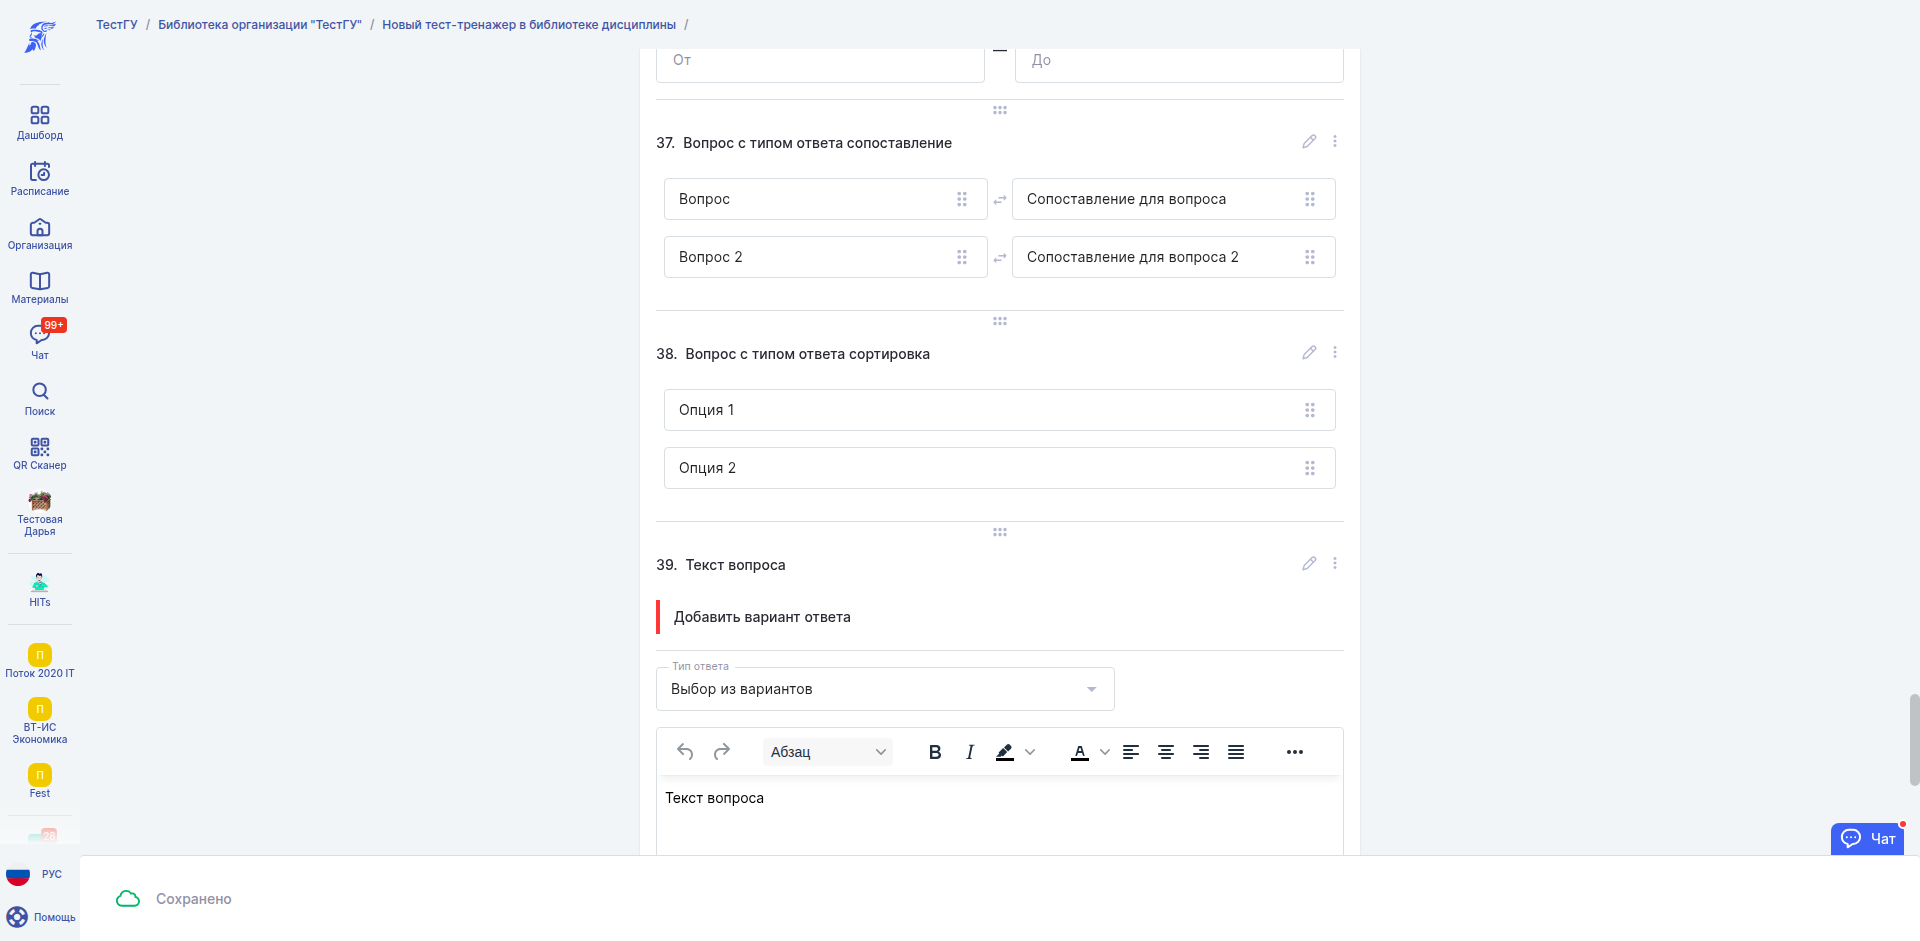 ТестГУ / Библиотека организации "ТестГУ" / Новый тест-тренажер в библиотеке дисциплины /
Дашборд
Расписание
Организация
Материалы
99+
Чат
Поиск
QR Сканер
Тестовая
Дарья
HITs
П
Поток 2020 IT
П
ВТ-ИС
Экономика
П
Fest
28
РУС
Помощь
От — До
37. Вопрос с типом ответа сопоставление
Вопрос Сопоставление для вопроса
Вопрос 2 Сопоставление для вопроса 2
38. Вопрос с типом ответа сортировка
Опция 1
Опция 2
39. Текст вопроса
Добавить вариант ответа
Тип ответа
Выбор из вариантов
Абзац B I A
Текст вопроса
Чат
Сохранено